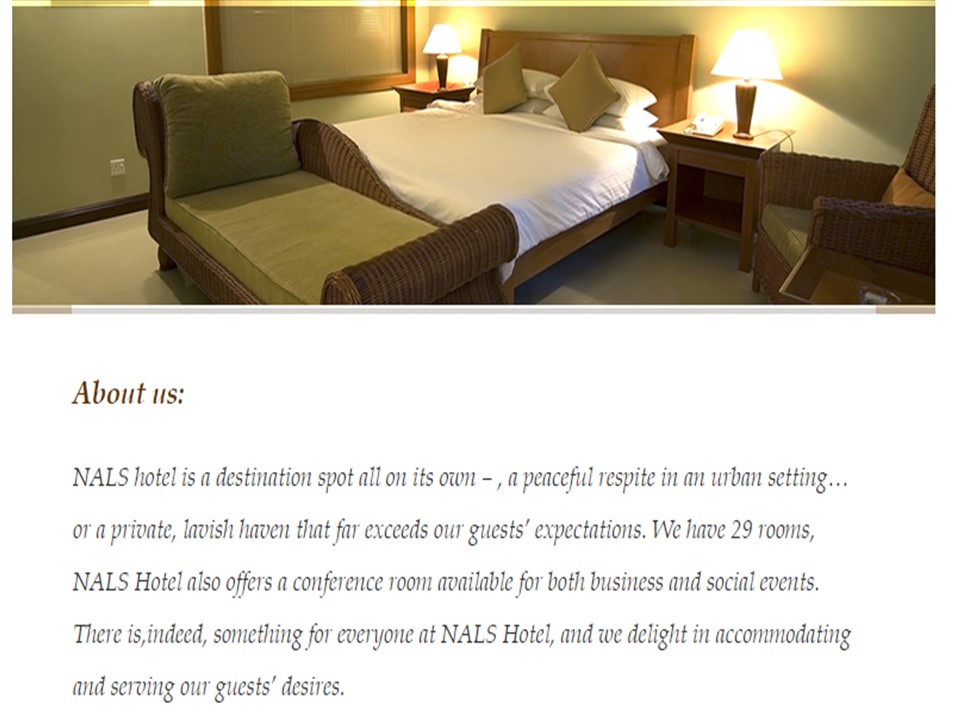 About us:
NALS hotel is a destination spot all on its own – , a peaceful respite in an urban setting…
or a private, lavish haven that far exceeds our guests’ expectations. We have 29 rooms,
NALS Hotel also offers a conference room available for both business and social events.
There is,indeed, something for everyone at NALS Hotel, and we delight in accommodating
and serving our guests’ desires.